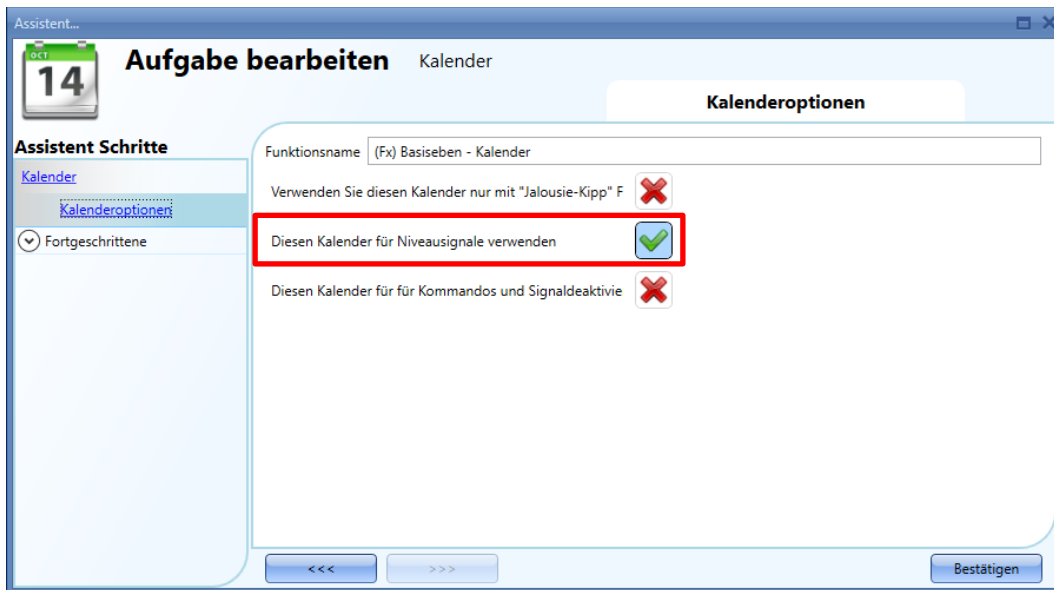 Assistent...
OCT
14
Aufgabe bearbeiten Kalender
Kalenderoptionen
Assistent Schritte
Kalender
Kalenderoptionen
Fortgeschrittene
Funktionsname (Fx) Basiseben - Kalender
Verwenden Sie diesen Kalender nur mit "Jalousie-Kipp" F
Diesen Kalender für Niveausignale verwenden
Diesen Kalender für für Kommandos und Signaldeaktivie
<<< >>> Bestätigen